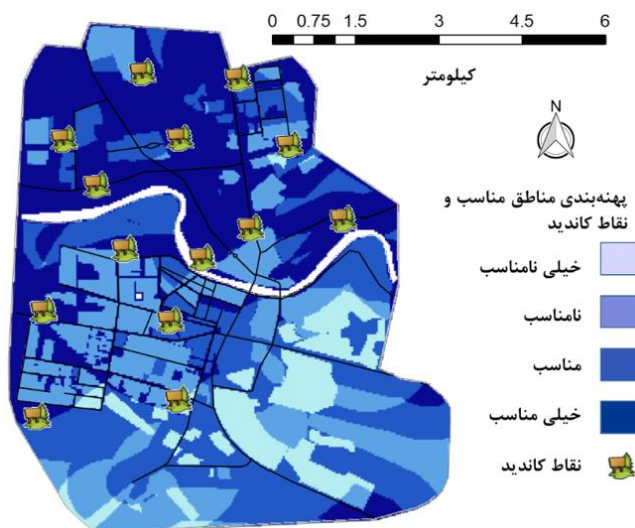 0 0.75 1.5 3 4.5 6
کیلومتر
N
پهنه‌بندی مناطق مناسب و
نقاط کاندید
خیلی نامناسب
نامناسب
مناسب
خیلی مناسب
نقاط کاندید